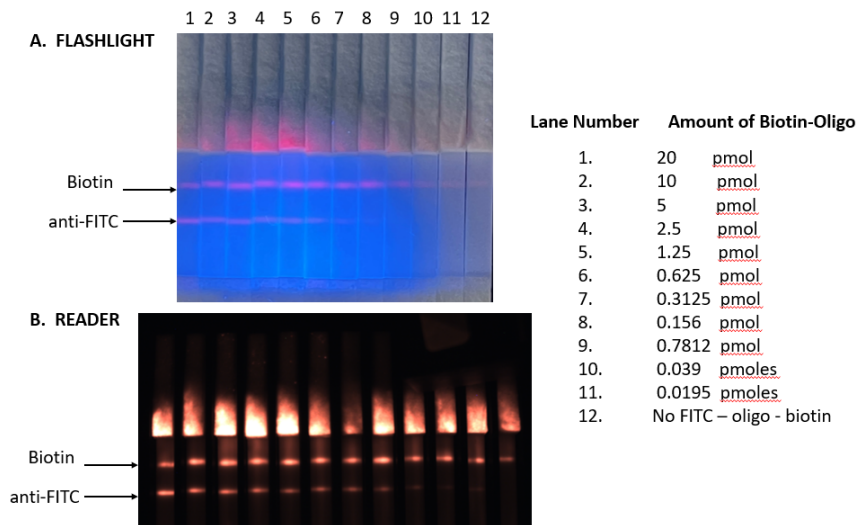 1 2 3 4 5 6 7 8 9 10 11 12
A. FLASHLIGHT
Biotin
anti-FITC
B. READER
Biotin
anti-FITC
Lane Number Amount of Biotin-Oligo
1. 20 pmol
2. 10 pmol
3. 5 pmol
4. 2.5 pmol
5. 1.25 pmol
6. 0.625 pmol
7. 0.3125 pmol
8. 0.156 pmol
9. 0.7812 pmol
10. 0.039 pmoles
11. 0.0195 pmoles
12. No FITC – oligo - biotin